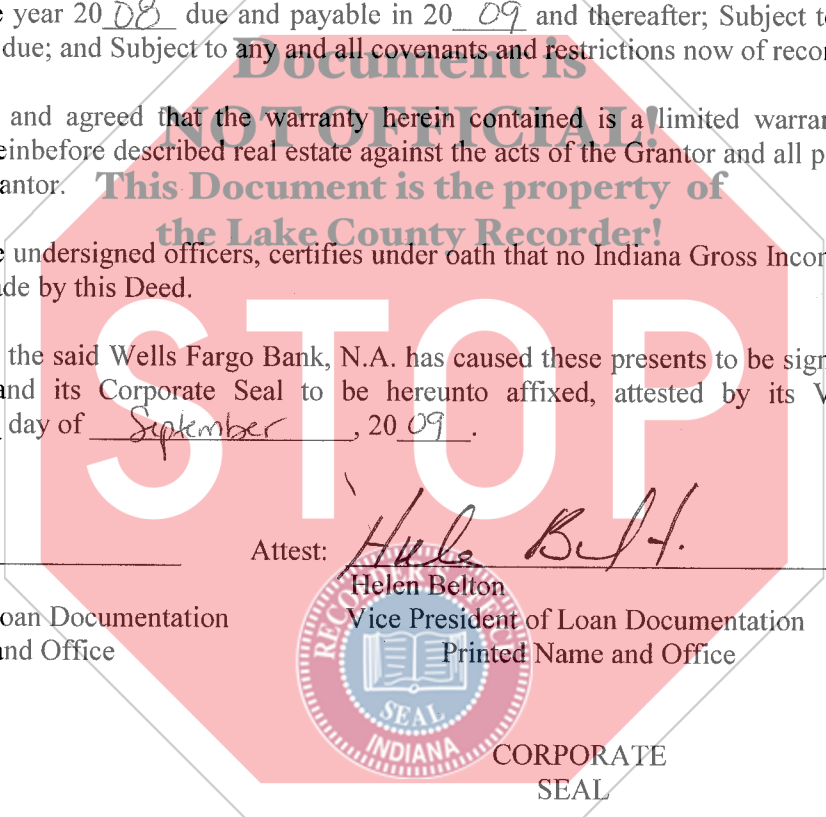 e year 20 08 due and payable in 20 09 and thereafter; Subject t
due; and Subject to any and all covenants and restrictions now of recor
Document is
and agreed that the warranty herein contained is a limited warran
NOT OFFICIAL!
einbefore described real estate against the acts of the Grantor and all p
antor.
This Document is the property of
the Lake County Recorder!
e undersigned officers, certifies under oath that no Indiana Gross Incom
de by this Deed.
STOP
the said Wells Fargo Bank, N.A. has caused these presents to be sign
and its Corporate Seal to be hereunto affixed, attested by its V
day of September, 20 09.
Attest: Helen Belton
Helen Belton
oan Documentation
Vice President of Loan Documentation
nd Office
Printed Name and Office
SEAL
INDIANA
CORPORATE
SEAL